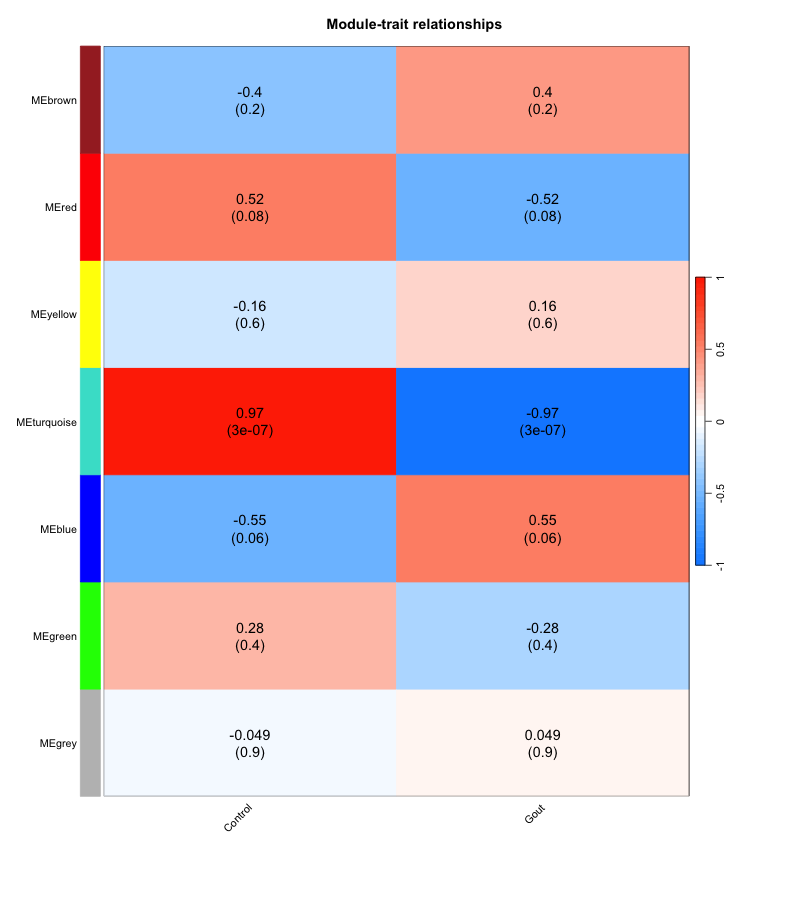 Module-trait relationships
MEbrown
-0.4
(0.2)
0.4
(0.2)
MEred
0.52
(0.08)
-0.52
(0.08)
MEyellow
-0.16
(0.6)
0.16
(0.6)
MEturquoise
0.97
(3e-07)
-0.97
(3e-07)
MEblue
-0.55
(0.06)
0.55
(0.06)
MEgreen
0.28
(0.4)
-0.28
(0.4)
MEgrey
-0.049
(0.9)
0.049
(0.9)
Control
Gout
1
0.5
0
-0.5
-1